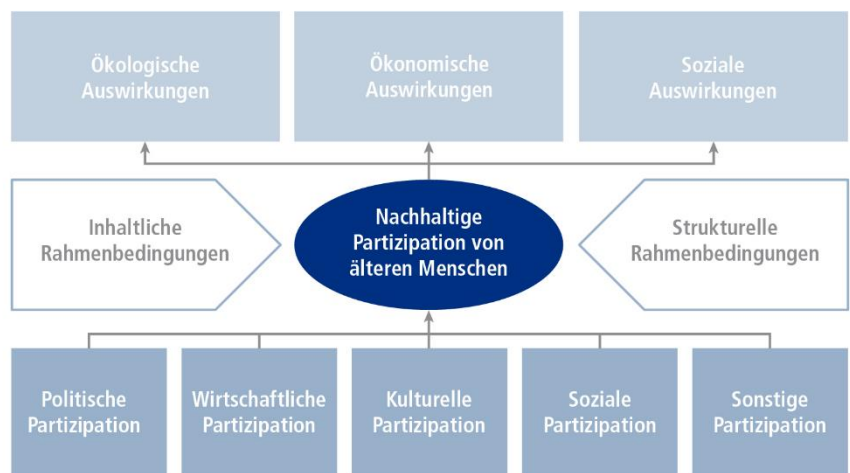 Ökologische
Auswirkungen
Ökonomische
Auswirkungen
Soziale
Auswirkungen
Inhaltliche
Rahmenbedingungen
Nachhaltige
Partizipation von
älteren Menschen
Strukturelle
Rahmenbedingungen
Politische
Partizipation
Wirtschaftliche
Partizipation
Kulturelle
Partizipation
Soziale
Partizipation
Sonstige
Partizipation